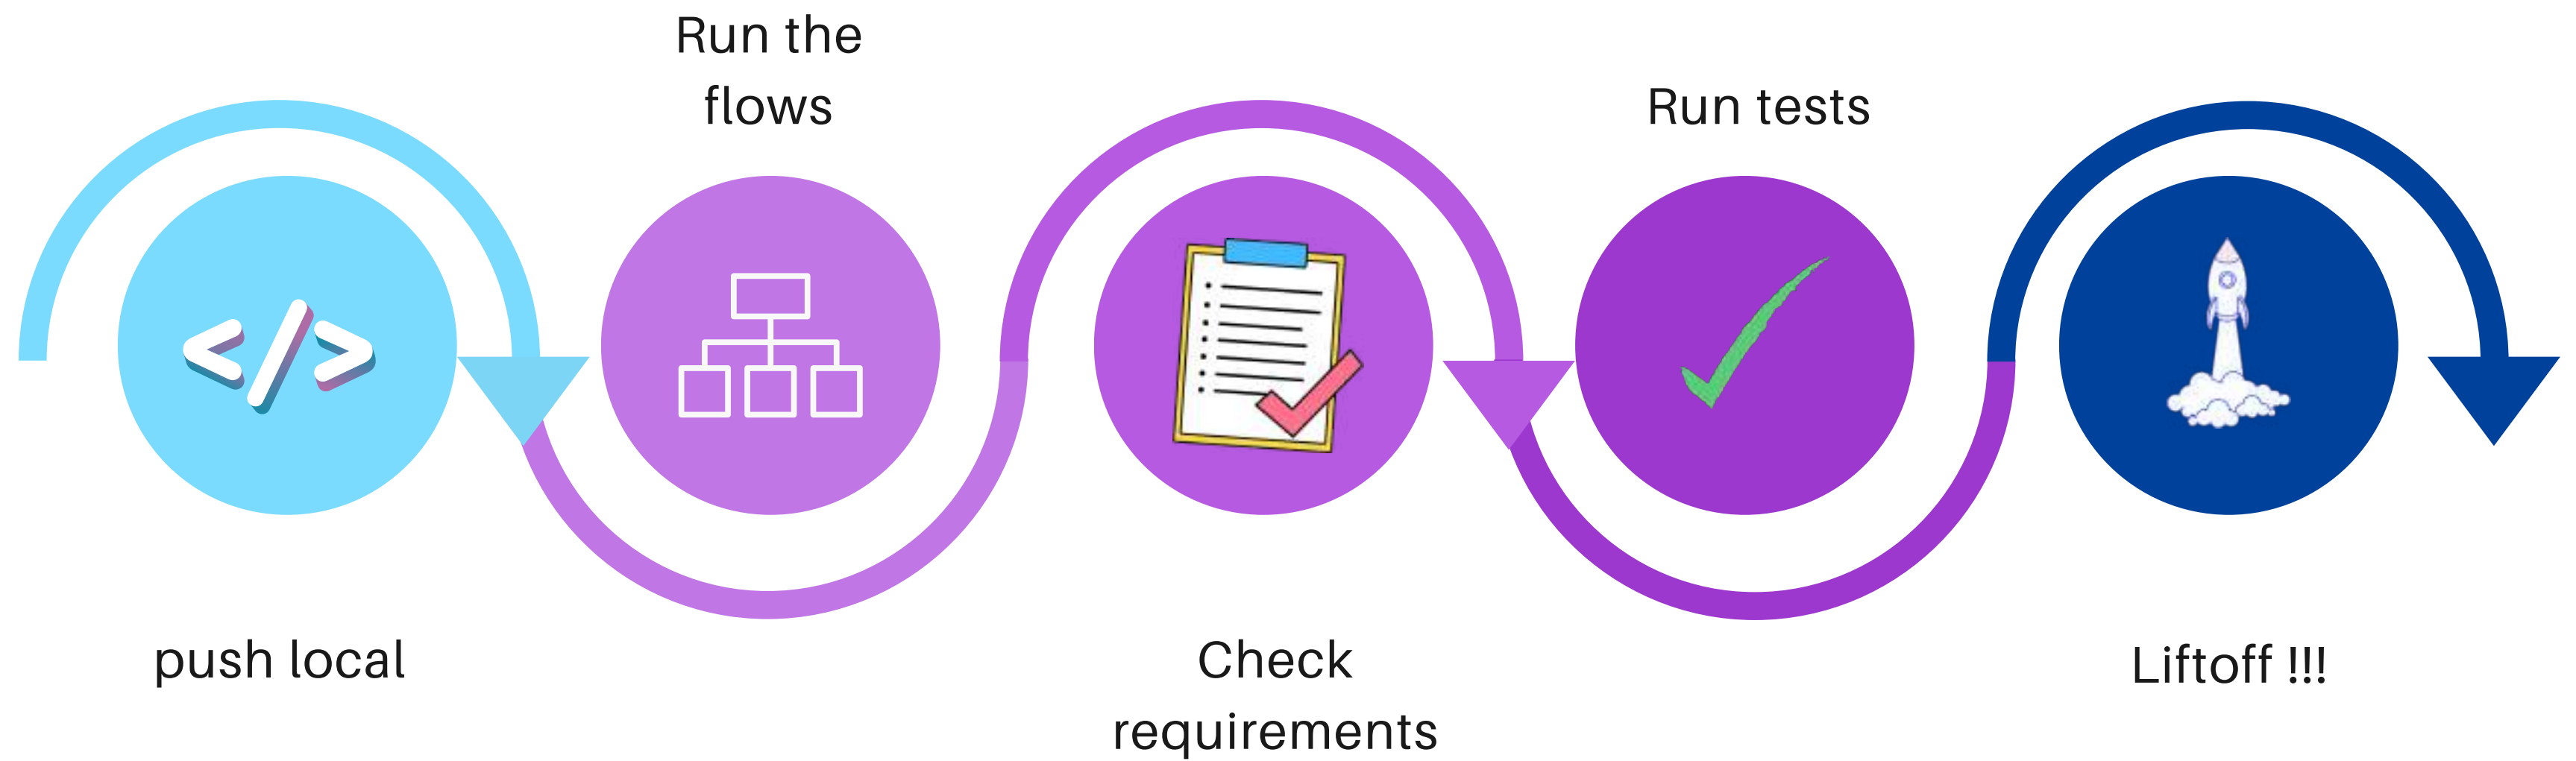 Run the
flows
Run tests
push local
Check
requirements
Liftoff !!!